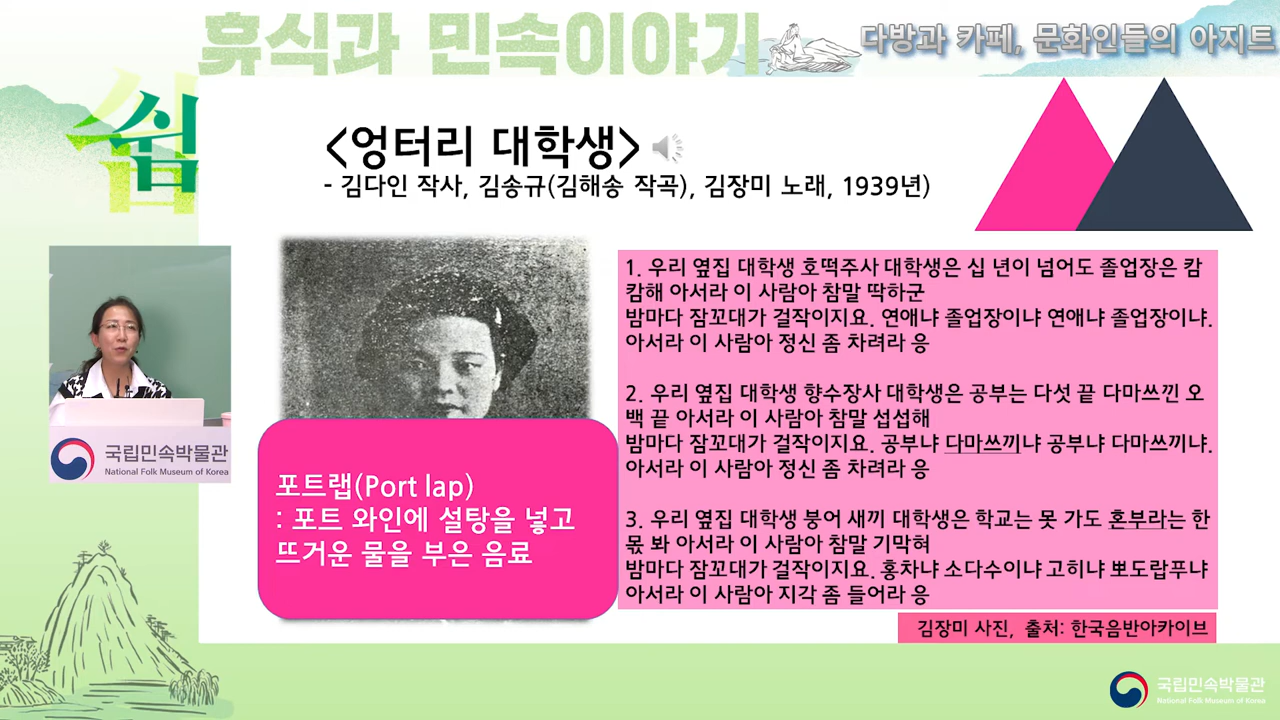 휴식과 민속이야기
다방과 카페, 문화인들의 아지트
쉼
<엉터리 대학생>
- 김다인 작사, 김송규(김해송 작곡), 김장미 노래, 1939년)
1. 우리 옆집 대학생 호떡주사 대학생은 십 년이 넘어도 졸업장은 캄
캄해 아서라 이 사람아 참말 딱하군
밤마다 잠꼬대가 걸작이지요. 연애냐 졸업장이냐 연애냐 졸업장이냐.
아서라 이 사람아 정신 좀 차려라 응
2. 우리 옆집 대학생 향수장사 대학생은 공부는 다섯 끝 다마쓰낀 오
백 끝 아서라 이 사람아 참말 섭섭해
밤마다 잠꼬대가 걸작이지요. 공부냐 다마쓰끼냐 공부냐 다마쓰끼냐.
아서라 이 사람아 정신 좀 차려라 응
3. 우리 옆집 대학생 붕어 새끼 대학생은 학교는 못 가도 혼부라는 한
몫 봐 아서라 이 사람아 참말 기막혀
밤마다 잠꼬대가 걸작이지요. 홍차냐 소다수이냐 고히냐 뽀도랍푸냐
아서라 이 사람아 지각 좀 들어라 응
포트랩(Port lap)
: 포트 와인에 설탕을 넣고
뜨거운 물을 부은 음료
김장미 사진, 출처: 한국음반아카이브
국립민속박물관
National Folk Museum of Korea
국립민속박물관
National Folk Museum of Korea